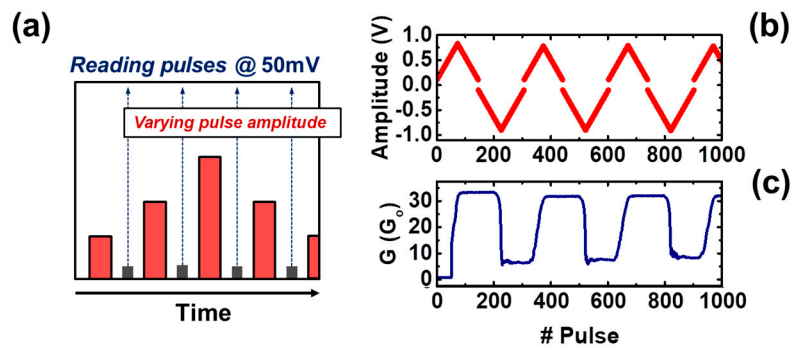 (a)
Reading pulses @ 50mV
Varying pulse amplitude
Time
(b)
Amplitude (V)
1.0
0.5
0.0
-0.5
-1.0
0 200 400 600 800 1000
(c)
G (Go)
30
20
10
0
0 200 400 600 800 1000
# Pulse